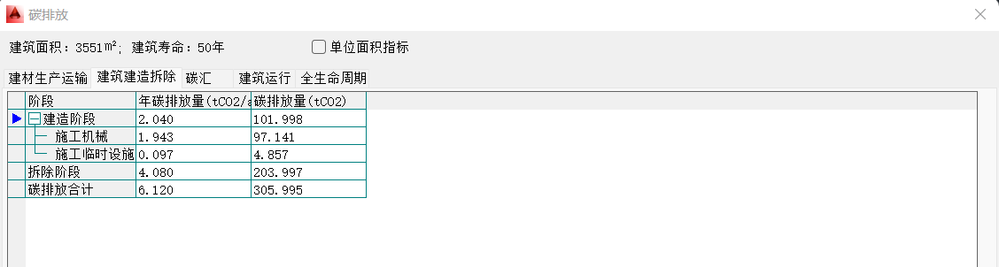 碳排放
建筑面积：3551㎡; 建筑寿命：50年 单位面积指标
建材生产运输 建筑建造拆除 碳汇 建筑运行 全生命周期
阶段 年碳排放量(tCO2/a 碳排放量(tCO2)
建造阶段 2.040 101.998
施工机械 1.943 97.141
施工临时设施 0.097 4.857
拆除阶段 4.080 203.997
碳排放合计 6.120 305.995